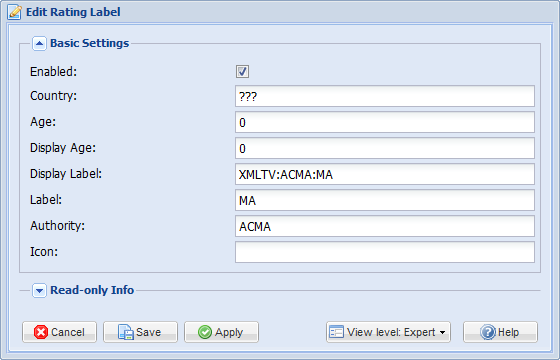 Edit Rating Label
Basic Settings
Enabled:
Country: ???
Age: 0
Display Age: 0
Display Label: XMLTV:ACMA:MA
Label: MA
Authority: ACMA
Icon:
Read-only Info
Cancel Save Apply View level: Expert Help